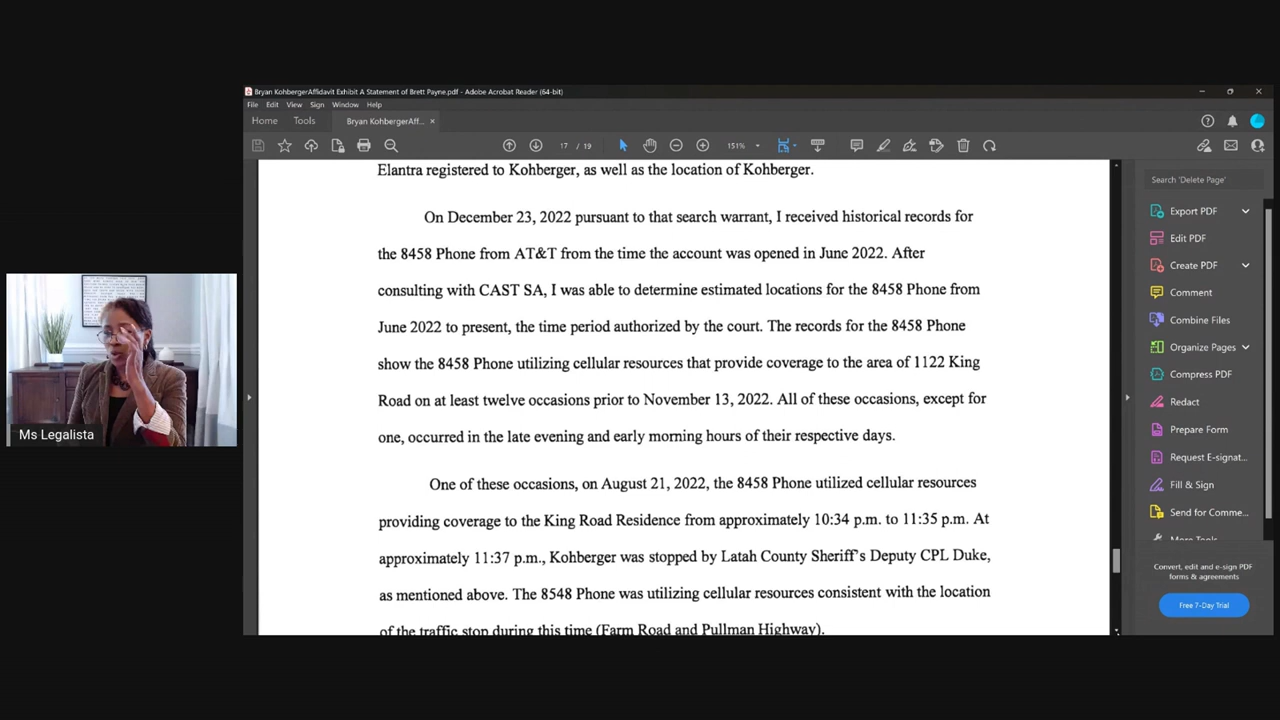 Bryan KohbergerAffidavit Exhibit A Statement of Brett Payne.pdf - Adobe Acrobat Reader (64-bit)
File Edit View Sign Window Help
Home Tools Bryan KohbergerAff... ×
17 / 19 151%
Elantra registered to Kohberger, as well as the location of Kohberger.
On December 23, 2022 pursuant to that search warrant, I received historical records for
the 8458 Phone from AT&T from the time the account was opened in June 2022. After
consulting with CAST SA, I was able to determine estimated locations for the 8458 Phone from
June 2022 to present, the time period authorized by the court. The records for the 8458 Phone
show the 8458 Phone utilizing cellular resources that provide coverage to the area of 1122 King
Road on at least twelve occasions prior to November 13, 2022. All of these occasions, except for
one, occurred in the late evening and early morning hours of their respective days.
One of these occasions, on August 21, 2022, the 8458 Phone utilized cellular resources
providing coverage to the King Road Residence from approximately 10:34 p.m. to 11:35 p.m. At
approximately 11:37 p.m., Kohberger was stopped by Latah County Sheriff's Deputy CPL Duke,
as mentioned above. The 8548 Phone was utilizing cellular resources consistent with the location
of the traffic stop during this time (Farm Road and Pullman Highway).
Search 'Delete Page'
Export PDF
Edit PDF
Create PDF
Comment
Combine Files
Organize Pages
Compress PDF
Redact
Prepare Form
Request E-signat...
Fill & Sign
Send for Comme...
More Tools
Convert, edit and e-sign PDF
forms & agreements
Free 7-Day Trial
Ms Legalista